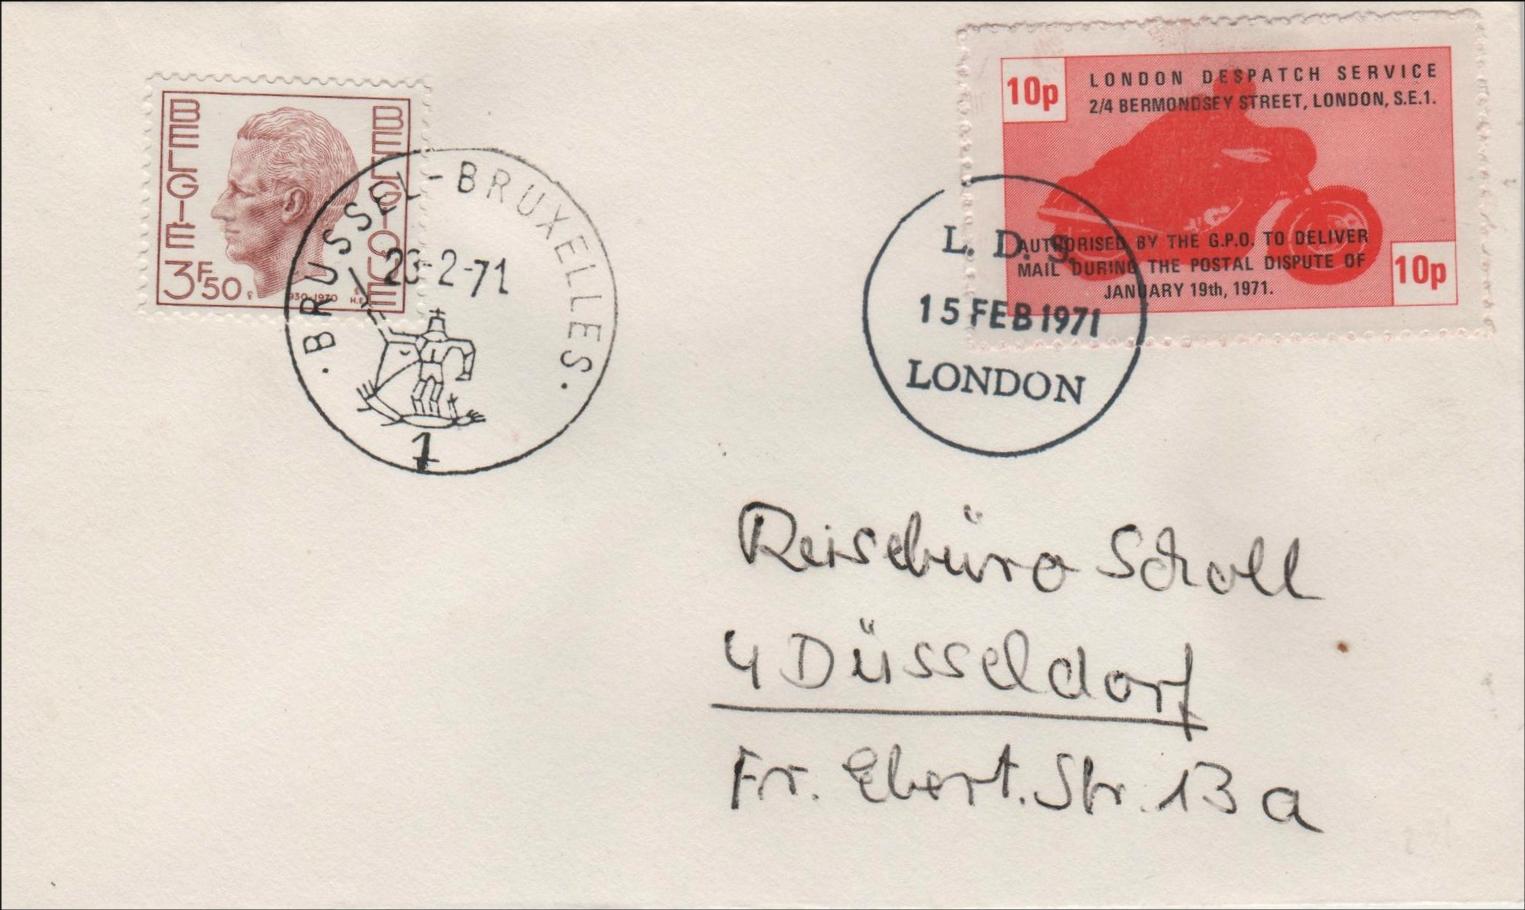 BELGIE
BELGIQUE
3F50
1930-1970
BRUSSEL-BRUXELLES
23-2-71
1
10p
LONDON DESPATCH SERVICE
2/4 BERMONDSEY STREET, LONDON, S.E.1.
AUTHORISED BY THE G.P.O. TO DELIVER
MAIL DURING THE POSTAL DISPUTE OF
JANUARY 19th, 1971.
10p
L. D. S.
15 FEB 1971
LONDON
Reisebüro Scholl
4 Düsseldorf
Fr. Ebert. Str. 13 a